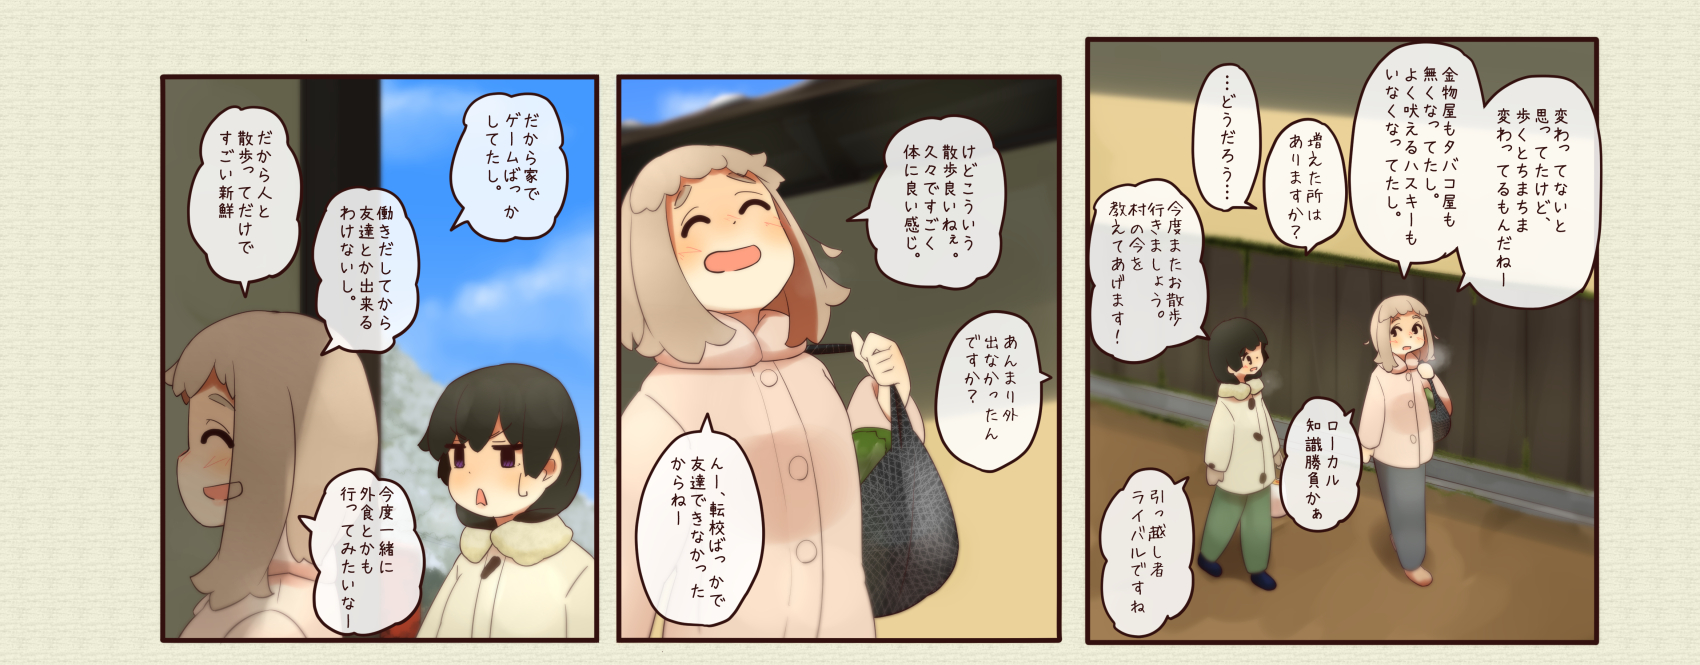 変わってないと
思ってたけど、
歩くとちまちま
変わってるもんだねー
金物屋もタバコ屋も
無くなってたし。
よく吠えるハスキーも
いなくなってたし。
増えた所は
ありますか？
…どうだろう…
今度またお散歩
行きましょう。
村の今を
教えてあげます！
ローカル
知識勝負かぁ
引っ越し者
ライバルですね
けどこういう
散歩良いねぇ。
久々ですごく
体に良い感じ。
あんまり外
出なかったん
ですか？
んー、転校ばっかで
友達できなかった
からねー
だから家で
ゲームばっか
してたし。
働きだしてから
友達とか出来る
わけないし。
だから人と
散歩ってだけで
すごい新鮮
今度一緒に
外食とかも
行ってみたいなー